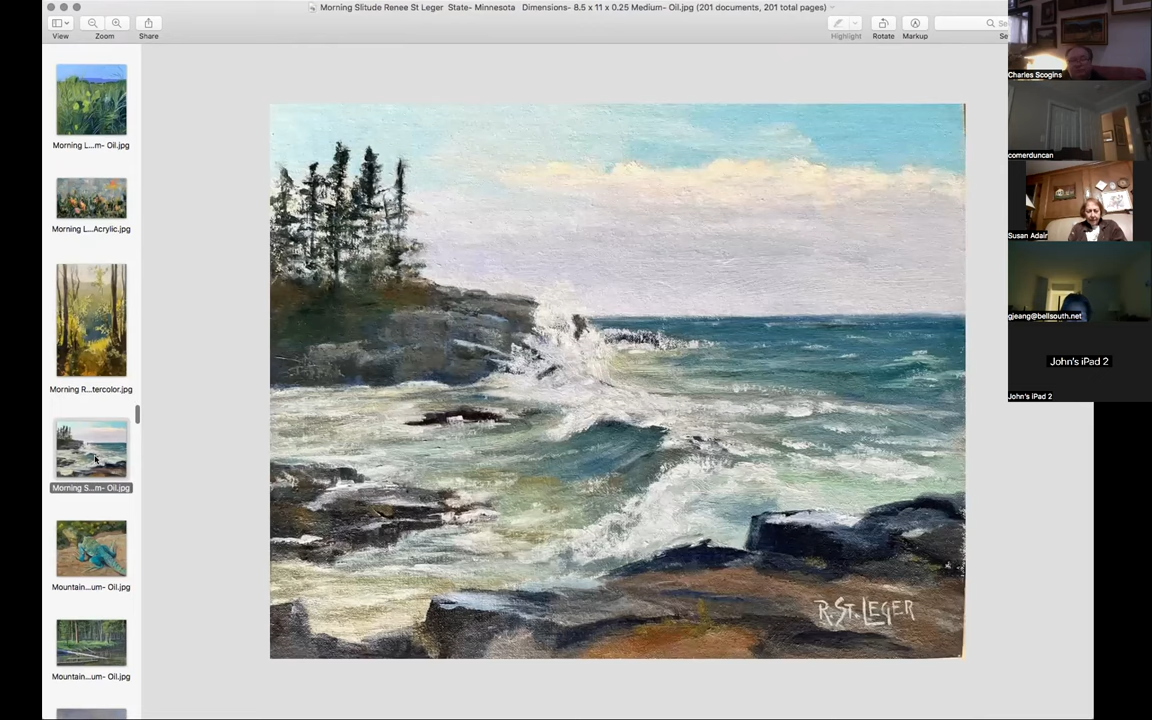 Morning Slitude Renee St Leger State- Minnesota Dimensions- 8.5 x 11 x 0.25 Medium- Oil.jpg (201 documents, 201 total pages)
View
Zoom
Share
Highlight
Rotate
Markup
Se
Se
Morning L...m- Oil.jpg
Morning L...Acrylic.jpg
Morning R...tercolor.jpg
Morning S...m- Oil.jpg
Mountain...um- Oil.jpg
Mountain...um- Oil.jpg
R. ST. LEGER
Charles Scogins
comerduncan
Susan Adair
gjeang@bellsouth.net
John's iPad 2
John's iPad 2